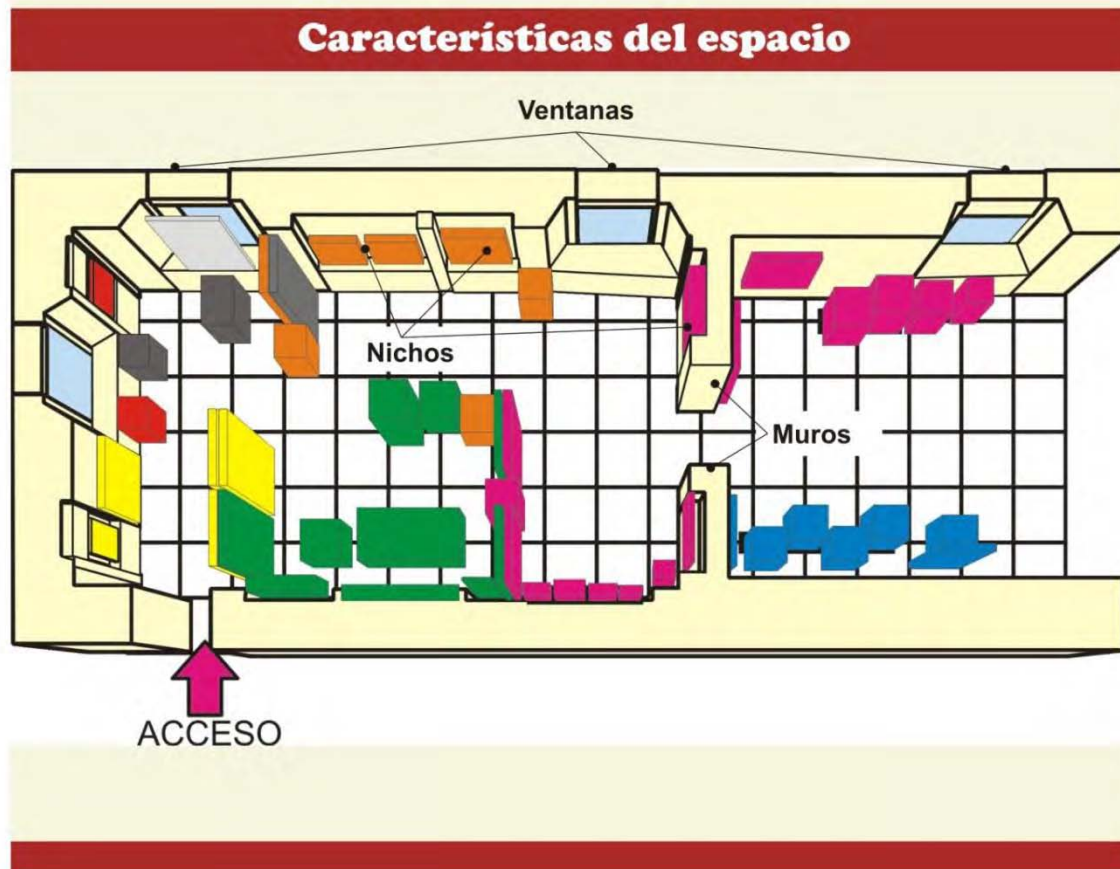 Características del espacio
Ventanas
Nichos
Muros
ACCESO